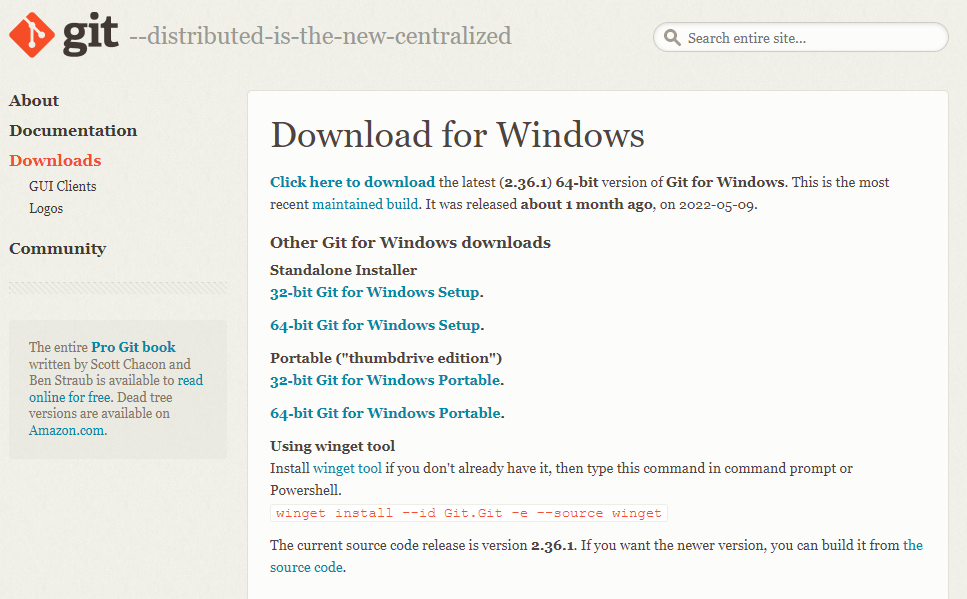 git --distributed-is-the-new-centralized
Search entire site...
About
Documentation
Downloads
GUI Clients
Logos
Community
The entire Pro Git book
written by Scott Chacon and
Ben Straub is available to read
online for free. Dead tree
versions are available on
Amazon.com.
Download for Windows
Click here to download the latest (2.36.1) 64-bit version of Git for Windows. This is the most
recent maintained build. It was released about 1 month ago, on 2022-05-09.
Other Git for Windows downloads
Standalone Installer
32-bit Git for Windows Setup.
64-bit Git for Windows Setup.
Portable ("thumbdrive edition")
32-bit Git for Windows Portable.
64-bit Git for Windows Portable.
Using winget tool
Install winget tool if you don't already have it, then type this command in command prompt or
Powershell.
winget install --id Git.Git -e --source winget
The current source code release is version 2.36.1. If you want the newer version, you can build it from the
source code.